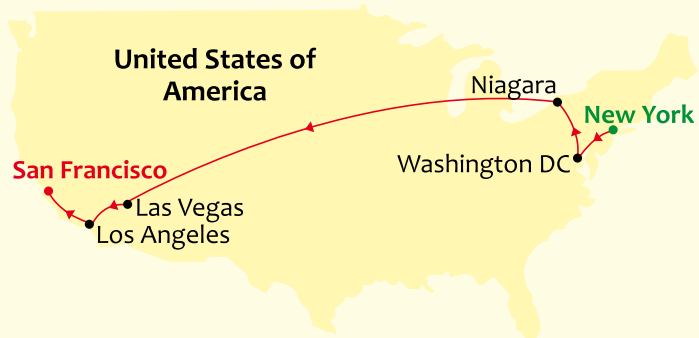 United States of
America
Niagara
New York
Washington DC
San Francisco
Las Vegas
Los Angeles